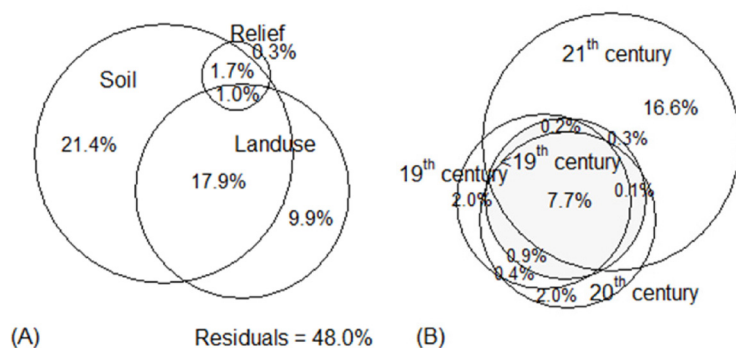 Relief
0.3%
Soil
1.7%
1.0%
21.4%
Landuse
17.9%
9.9%
(A)
Residuals = 48.0%
21th century
16.6%
0.2%
0.3%
<19th century
19th century
0.1%
2.0%
7.7%
0.9%
0.4%
2.0%
20th century
(B)